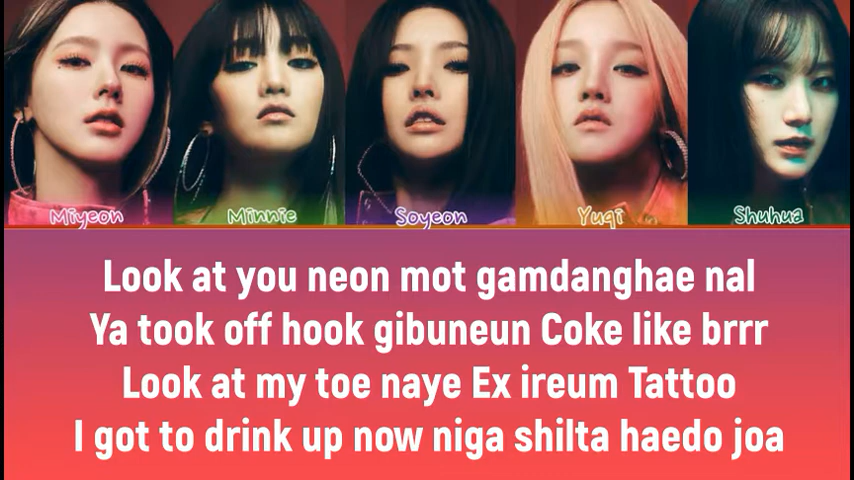 Miyeon
Minnie
Soyeon
Yuqi
Shuhua
Look at you neon mot gamdanghae nal
Ya took off hook gibuneun Coke like brrr
Look at my toe naye Ex ireum Tattoo
I got to drink up now niga shilta haedo joa